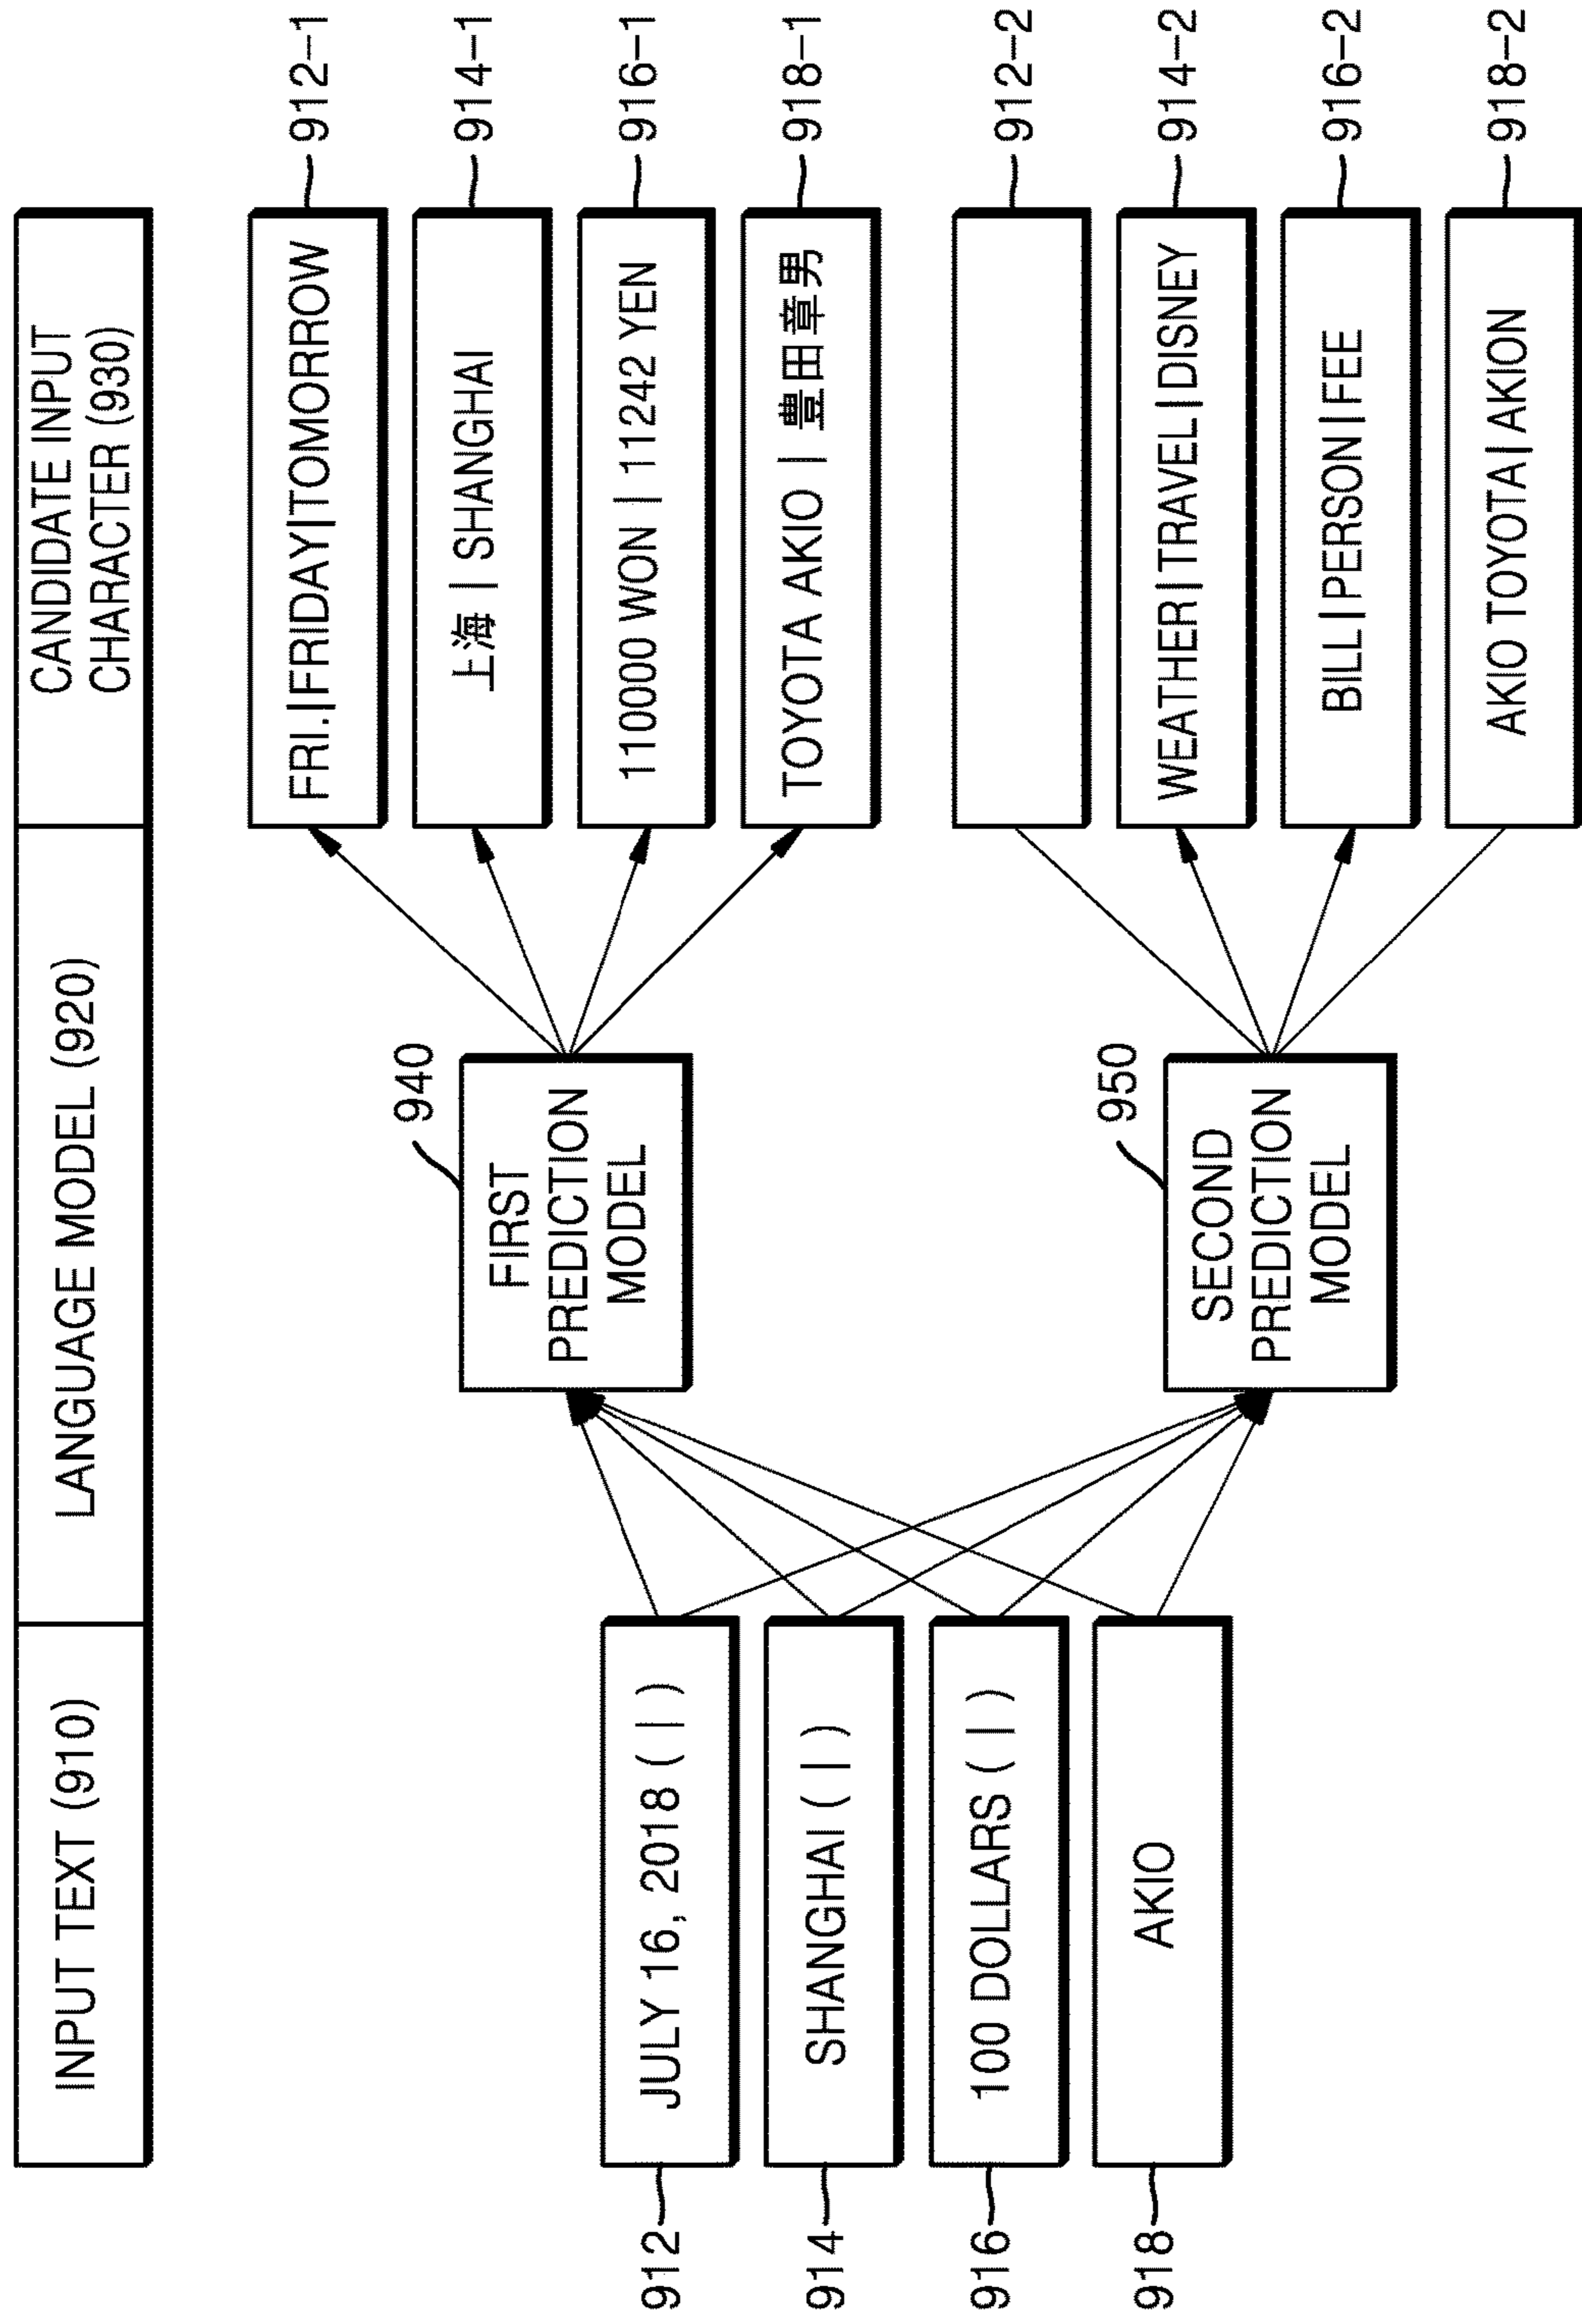 INPUT TEXT (910)
LANGUAGE MODEL (920)
CANDIDATE INPUT
CHARACTER (930)
912
JULY 16, 2018 ( | )
914
SHANGHAI ( | )
916
100 DOLLARS ( | )
918
AKIO
940
FIRST
PREDICTION
MODEL
950
SECOND
PREDICTION
MODEL
FRI.|FRIDAY|TOMORROW
912-1
上海 | SHANGHAI
914-1
110000 WON | 11242 YEN
916-1
TOYOTA AKIO | 豊田章男
918-1
912-2
WEATHER|TRAVEL|DISNEY
914-2
BILL|PERSON|FEE
916-2
AKIO TOYOTA|AKION
918-2